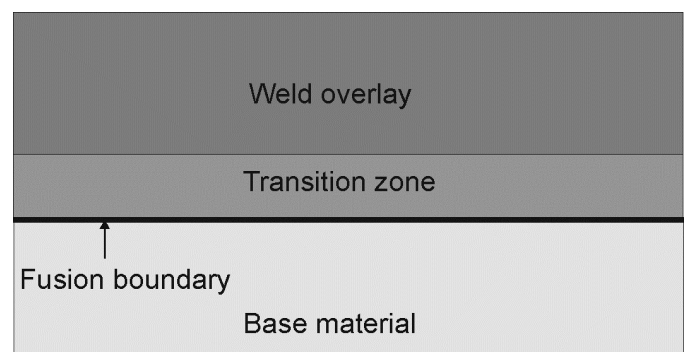 Weld overlay
Transition zone
Fusion boundary
Base material